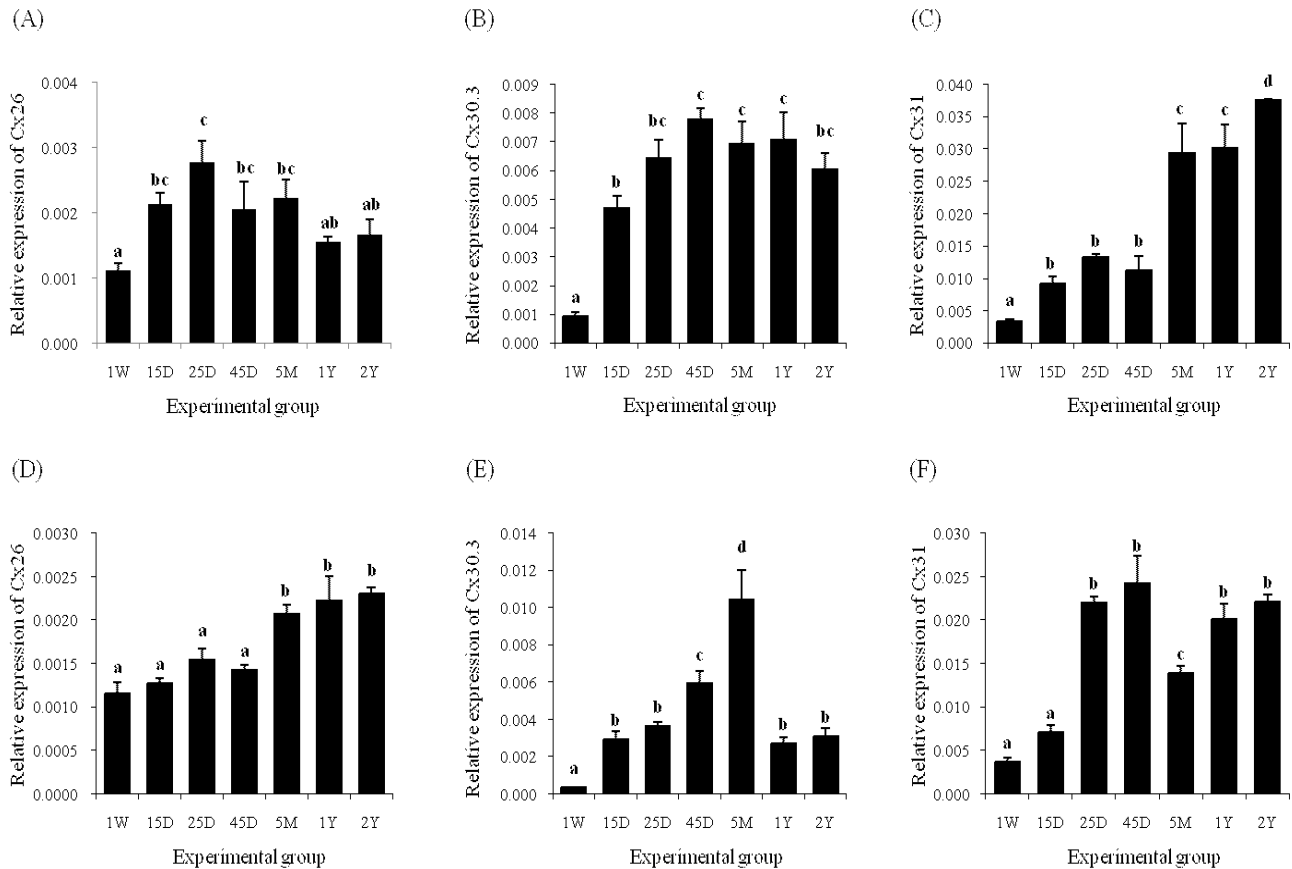 (A)
Relative expression of Cx26
0.004
0.003
0.002
0.001
0.000
a
bc
c
bc
bc
ab
ab
1W 15D 25D 45D 5M 1Y 2Y
Experimental group
(B)
Relative expression of Cx30.3
0.009
0.008
0.007
0.006
0.005
0.004
0.003
0.002
0.001
0.000
a
b
bc
c
c
c
bc
1W 15D 25D 45D 5M 1Y 2Y
Experimental group
(C)
Relative expression of Cx31
0.040
0.035
0.030
0.025
0.020
0.015
0.010
0.005
0.000
a
b
b
b
c
c
d
1W 15D 25D 45D 5M 1Y 2Y
Experimental group
(D)
Relative expression of Cx26
0.0030
0.0025
0.0020
0.0015
0.0010
0.0005
0.0000
a
a
a
a
b
b
b
1W 15D 25D 45D 5M 1Y 2Y
Experimental group
(E)
Relative expression of Cx30.3
0.014
0.012
0.010
0.008
0.006
0.004
0.002
0.000
a
b
b
c
d
b
b
1W 15D 25D 45D 5M 1Y 2Y
Experimental group
(F)
Relative expression of Cx31
0.030
0.025
0.020
0.015
0.010
0.005
0.000
a
a
b
b
c
b
b
1W 15D 25D 45D 5M 1Y 2Y
Experimental group